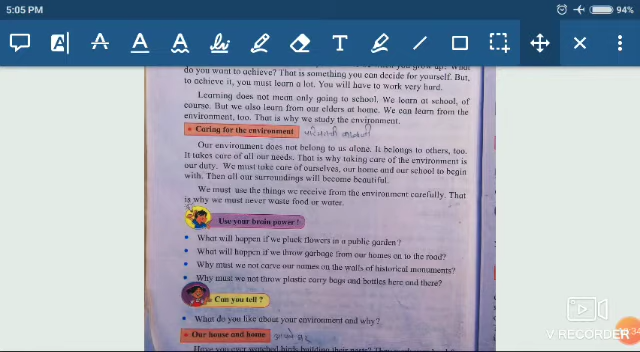 5:05 PM
94%
A
A
A
A
T
do you want to achieve? That is something you can decide for yourself. But,
to achieve it, you must learn a lot. You will have to work very hard.
Learning does not mean only going to school. We learn at school, of
course. But we also learn from our elders at home. We can learn from the
environment, too. That is why we study the environment.
• Caring for the environment
Our environment does not belong to us alone. It belongs to others, too.
It takes care of all our needs. That is why taking care of the environment is
our duty. We must take care of ourselves, our home and our school to begin
with. Then all our surroundings will become beautiful.
We must use the things we receive from the environment carefully. That
is why we must never waste food or water.
Use your brain power !
• What will happen if we pluck flowers in a public garden?
• What will happen if we throw garbage from our homes on to the road?
• Why must we not carve our names on the walls of historical monuments?
• Why must we not throw plastic carry bags and bottles here and there?
Can you tell ?
• What do you like about your environment and why?
• Our house and home
Have you ever watched birds building their nests?
V RECORDER